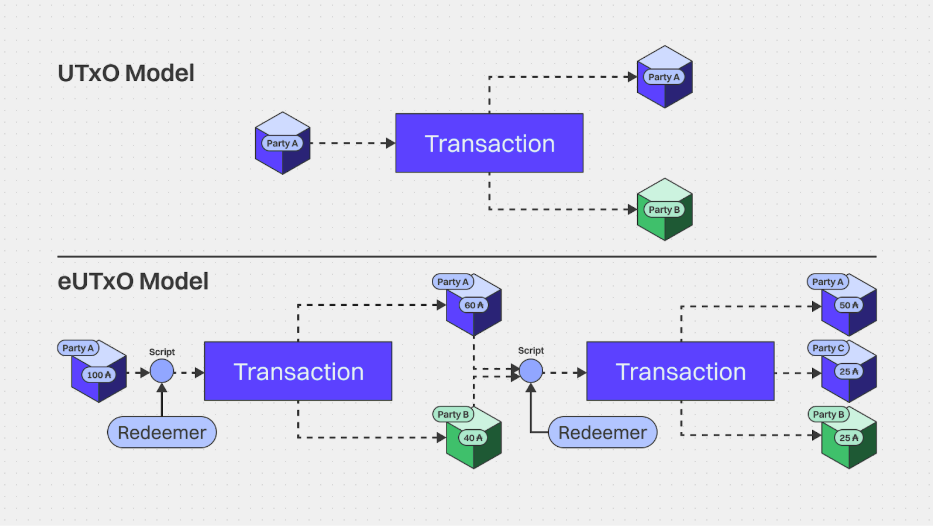 UTxO Model
Party A
Transaction
Party A
Party B
eUTxO Model
Party A
100 ₳
Script
Redeemer
Transaction
Party A
60 ₳
Party B
40 ₳
Script
Redeemer
Transaction
Party A
50 ₳
Party C
25 ₳
Party B
25 ₳